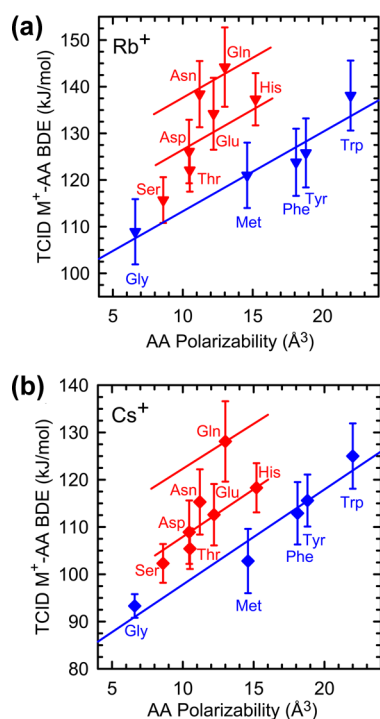 (a)
Rb+
150
140
130
120
110
100
TCID M+-AA BDE (kJ/mol)
Gln
Asn
His
Asp
Glu
Ser
Thr
Trp
Gly
Met
Phe
Tyr
5
10
15
20
AA Polarizability (Å3)
(b)
Cs+
140
130
120
110
100
90
80
TCID M+-AA BDE (kJ/mol)
Gln
Asn
Glu
His
Asp
Ser
Thr
Trp
Gly
Met
Phe
Tyr
5
10
15
20
AA Polarizability (Å3)